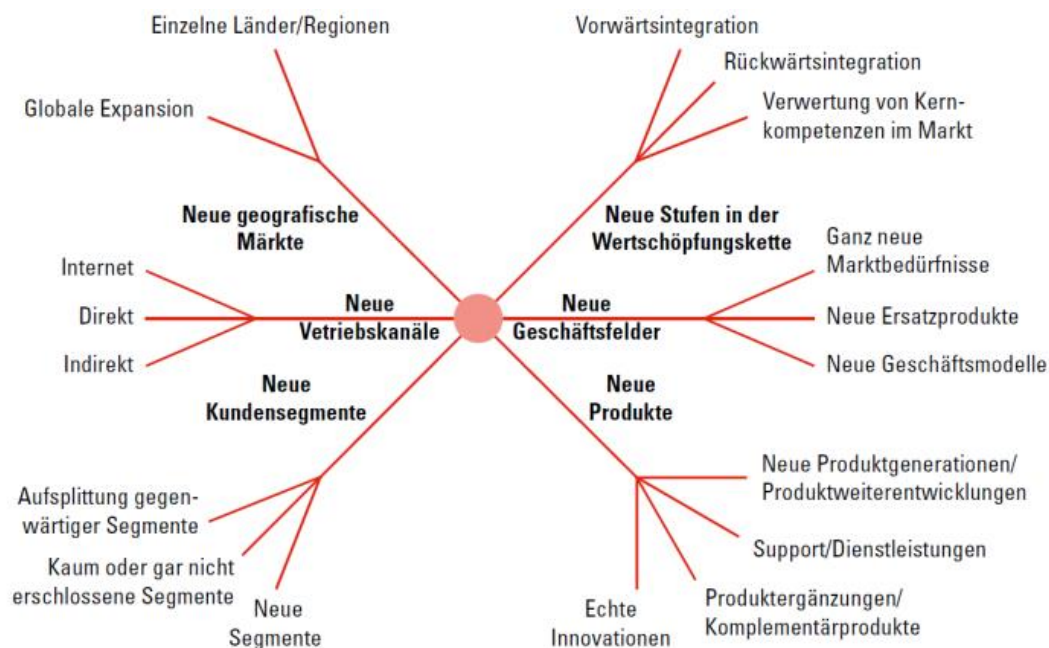 Einzelne Länder/Regionen
Globale Expansion
Neue geografische
Märkte
Vorwärtsintegration
Rückwärtsintegration
Verwertung von Kern-
kompetenzen im Markt
Neue Stufen in der
Wertschöpfungskette
Internet
Direkt
Indirekt
Neue
Vetriebskanäle
Neue
Geschäftsfelder
Ganz neue
Marktbedürfnisse
Neue Ersatzprodukte
Neue Geschäftsmodelle
Neue
Kundensegmente
Aufsplittung gegen-
wärtiger Segmente
Kaum oder gar nicht
erschlossene Segmente
Neue
Segmente
Neue
Produkte
Neue Produktgenerationen/
Produktweiterentwicklungen
Support/Dienstleistungen
Produktergänzungen/
Komplementärprodukte
Echte
Innovationen